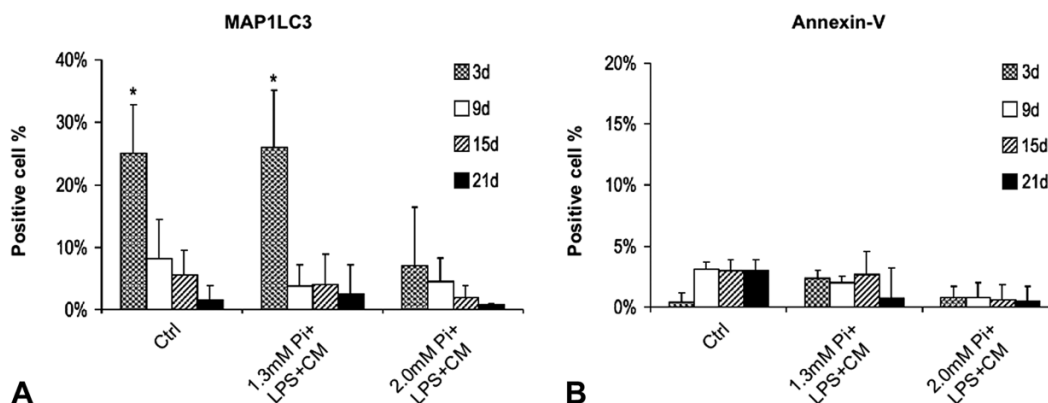 MAP1LC3
Positive cell %
40%
30%
20%
10%
0%
*
*
3d
9d
15d
21d
Ctrl
1.3mM Pi+
LPS+CM
2.0mM Pi+
LPS+CM
A
Annexin-V
Positive cell %
20%
15%
10%
5%
0%
3d
9d
15d
21d
Ctrl
1.3mM Pi+
LPS+CM
2.0mM Pi+
LPS+CM
B